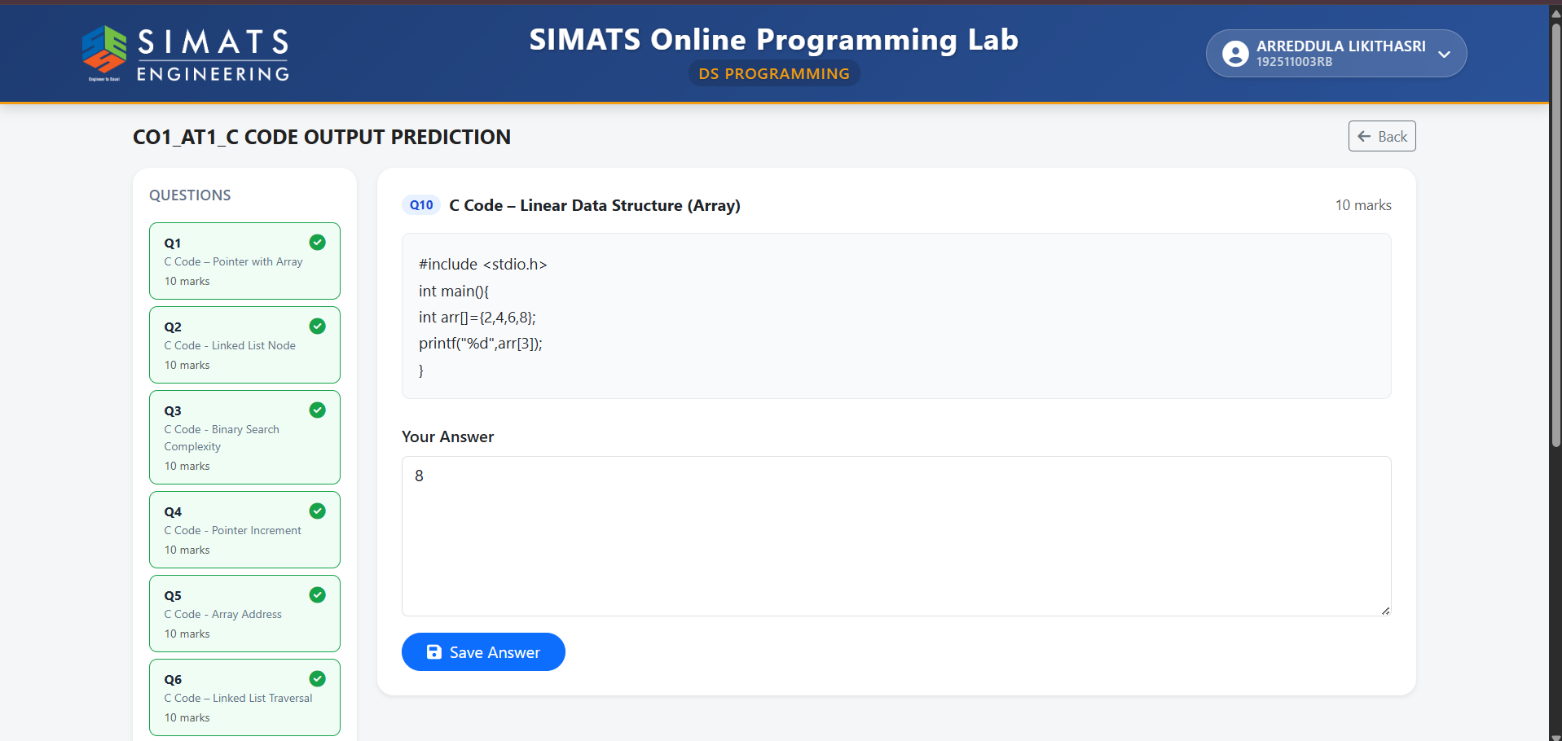 SIMATS
ENGINEERING
Engineer to Excel
SIMATS Online Programming Lab
DS PROGRAMMING
ARREDDULA LIKITHASRI
192511003RB
CO1_AT1_C CODE OUTPUT PREDICTION
Back
QUESTIONS
Q1
C Code – Pointer with Array
10 marks
Q2
C Code - Linked List Node
10 marks
Q3
C Code - Binary Search
Complexity
10 marks
Q4
C Code - Pointer Increment
10 marks
Q5
C Code - Array Address
10 marks
Q6
C Code – Linked List Traversal
10 marks
Q10 C Code – Linear Data Structure (Array)
10 marks
#include <stdio.h>
int main(){
int arr[]={2,4,6,8};
printf("%d",arr[3]);
}
Your Answer
8
Save Answer